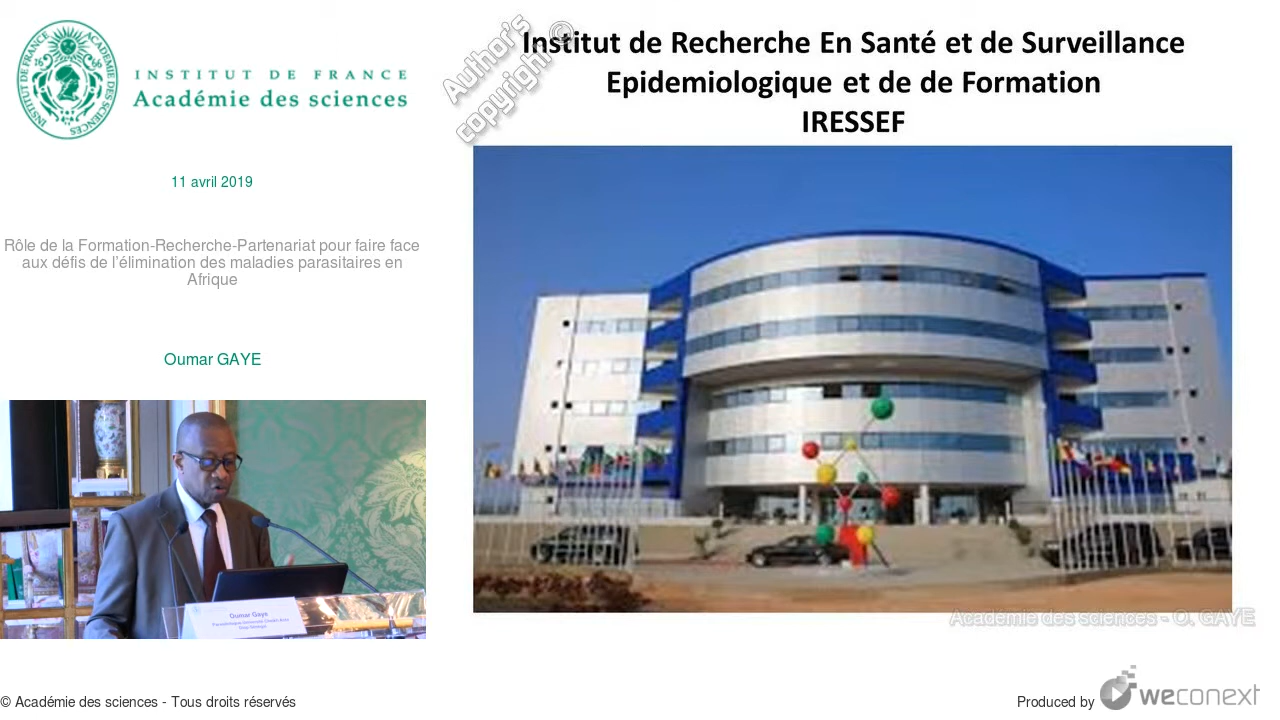 INSTITUT DE FRANCE
Académie des sciences
11 avril 2019
Rôle de la Formation-Recherche-Partenariat pour faire face
aux défis de l'élimination des maladies parasitaires en
Afrique
Oumar GAYE
Oumar Gaye
Author's
copyright ©
Institut de Recherche En Santé et de Surveillance
Epidemiologique et de de Formation
IRESSEF
Académie des sciences - O. GAYE
© Académie des sciences - Tous droits réservés
Produced by weconext